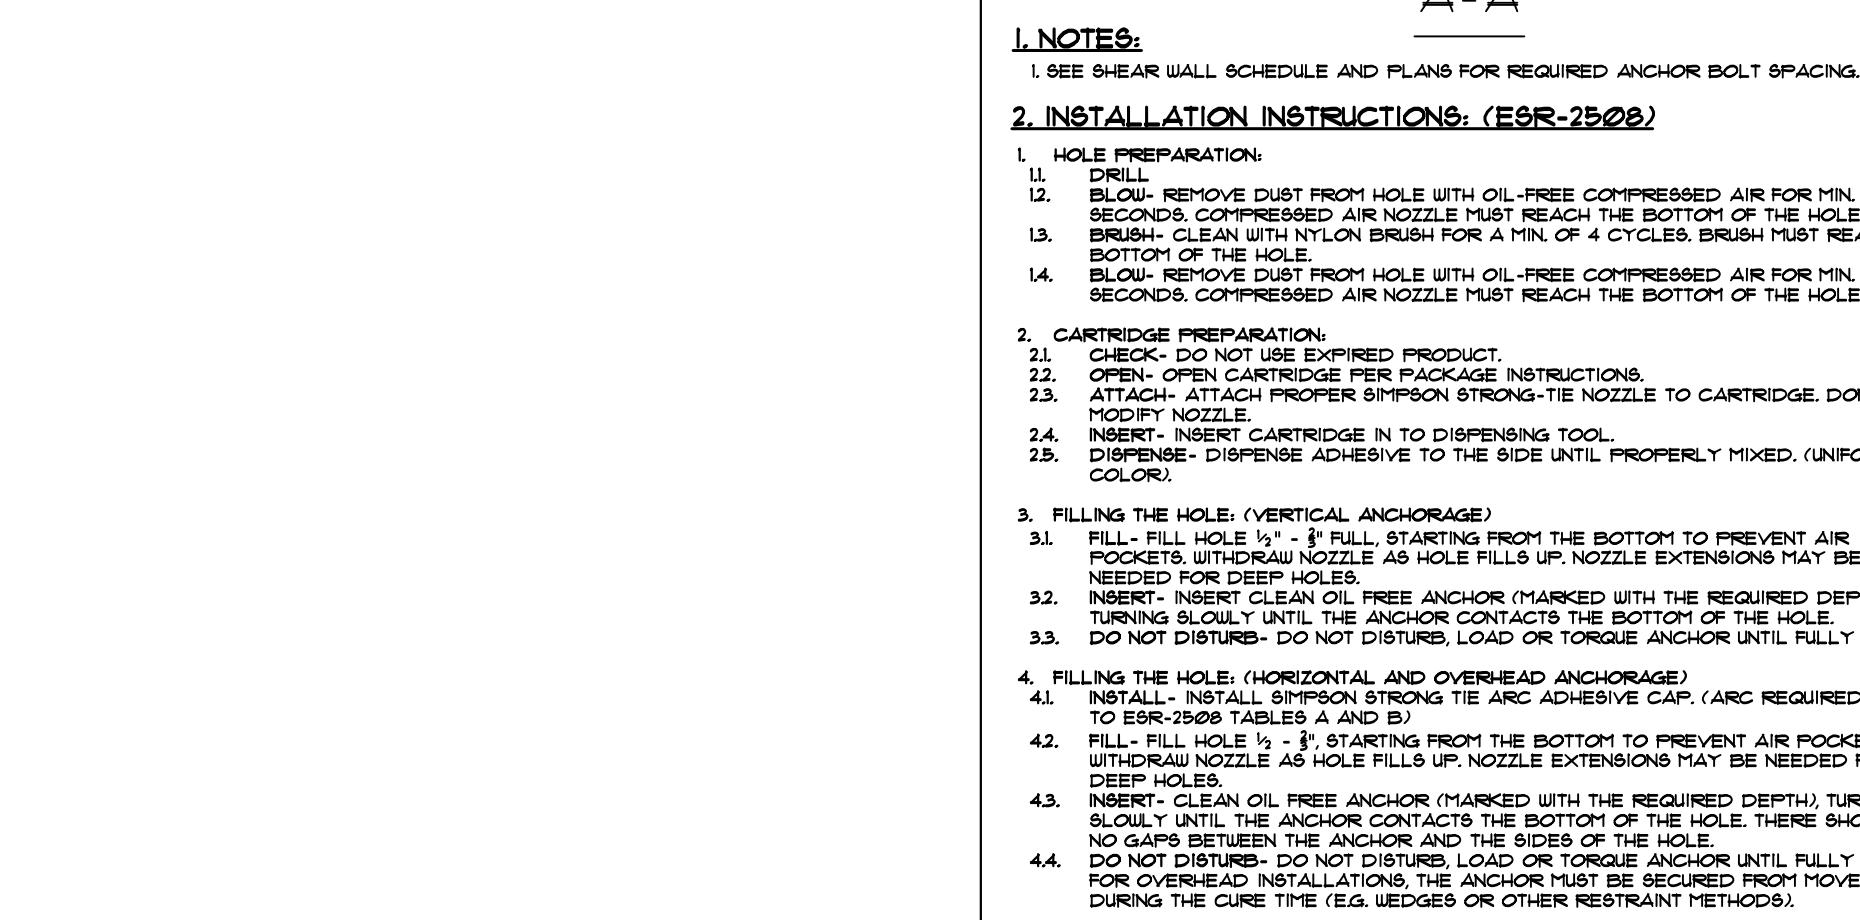 1. NOTES:
1. SEE SHEAR WALL SCHEDULE AND PLANS FOR REQUIRED ANCHOR BOLT SPACING.
2. INSTALLATION INSTRUCTIONS: (ESR-2508)
1. HOLE PREPARATION:
1.1. DRILL
1.2. BLOW- REMOVE DUST FROM HOLE WITH OIL-FREE COMPRESSED AIR FOR MIN.
SECONDS. COMPRESSED AIR NOZZLE MUST REACH THE BOTTOM OF THE HOLE
1.3. BRUSH- CLEAN WITH NYLON BRUSH FOR A MIN. OF 4 CYCLES. BRUSH MUST
BOTTOM OF THE HOLE.
1.4. BLOW- REMOVE DUST FROM HOLE WITH OIL-FREE COMPRESSED AIR FOR MIN.
SECONDS. COMPRESSED AIR NOZZLE MUST REACH THE BOTTOM OF THE HOLE
2. CARTRIDGE PREPARATION:
2.1. CHECK- DO NOT USE EXPIRED PRODUCT.
2.2. OPEN- OPEN CARTRIDGE PER PACKAGE INSTRUCTIONS.
2.3. ATTACH- ATTACH PROPER SIMPSON STRONG-TIE NOZZLE TO CARTRIDGE.
MODIFY NOZZLE.
2.4. INSERT- INSERT CARTRIDGE IN TO DISPENSING TOOL.
2.5. DISPENSE- DISPENSE ADHESIVE TO THE SIDE UNTIL PROPERLY MIXED.
COLOR).
3. FILLING THE HOLE: (VERTICAL ANCHORAGE)
3.1. FILL- FILL HOLE ½" - ⅔" FULL, STARTING FROM THE BOTTOM TO PREVENT AIR
POCKETS. WITHDRAW NOZZLE AS HOLE FILLS UP. NOZZLE EXTENSIONS MAY BE
NEEDED FOR DEEP HOLES.
3.2. INSERT- INSERT CLEAN OIL FREE ANCHOR (MARKED WITH THE REQUIRED
TURNING SLOWLY UNTIL THE ANCHOR CONTACTS THE BOTTOM OF THE HOLE.
3.3. DO NOT DISTURB- DO NOT DISTURB, LOAD OR TORQUE ANCHOR UNTIL FULLY
4. FILLING THE HOLE: (HORIZONTAL AND OVERHEAD ANCHORAGE)
4.1. INSTALL- INSTALL SIMPSON STRONG TIE ARC ADHESIVE CAP. (ARC REQUIRED
TO ESR-2508 TABLES A AND B)
4.2. FILL- FILL HOLE ½ - ⅔", STARTING FROM THE BOTTOM TO PREVENT AIR
WITHDRAW NOZZLE AS HOLE FILLS UP. NOZZLE EXTENSIONS MAY BE NEEDED
DEEP HOLES.
4.3. INSERT- CLEAN OIL FREE ANCHOR (MARKED WITH THE REQUIRED DEPTH),
SLOWLY UNTIL THE ANCHOR CONTACTS THE BOTTOM OF THE HOLE. THERE
NO GAPS BETWEEN THE ANCHOR AND THE SIDES OF THE HOLE.
4.4. DO NOT DISTURB- DO NOT DISTURB, LOAD OR TORQUE ANCHOR UNTIL FULLY
FOR OVERHEAD INSTALLATIONS, THE ANCHOR MUST BE SECURED FROM
DURING THE CURE TIME (E.G. WEDGES OR OTHER RESTRAINT METHODS).